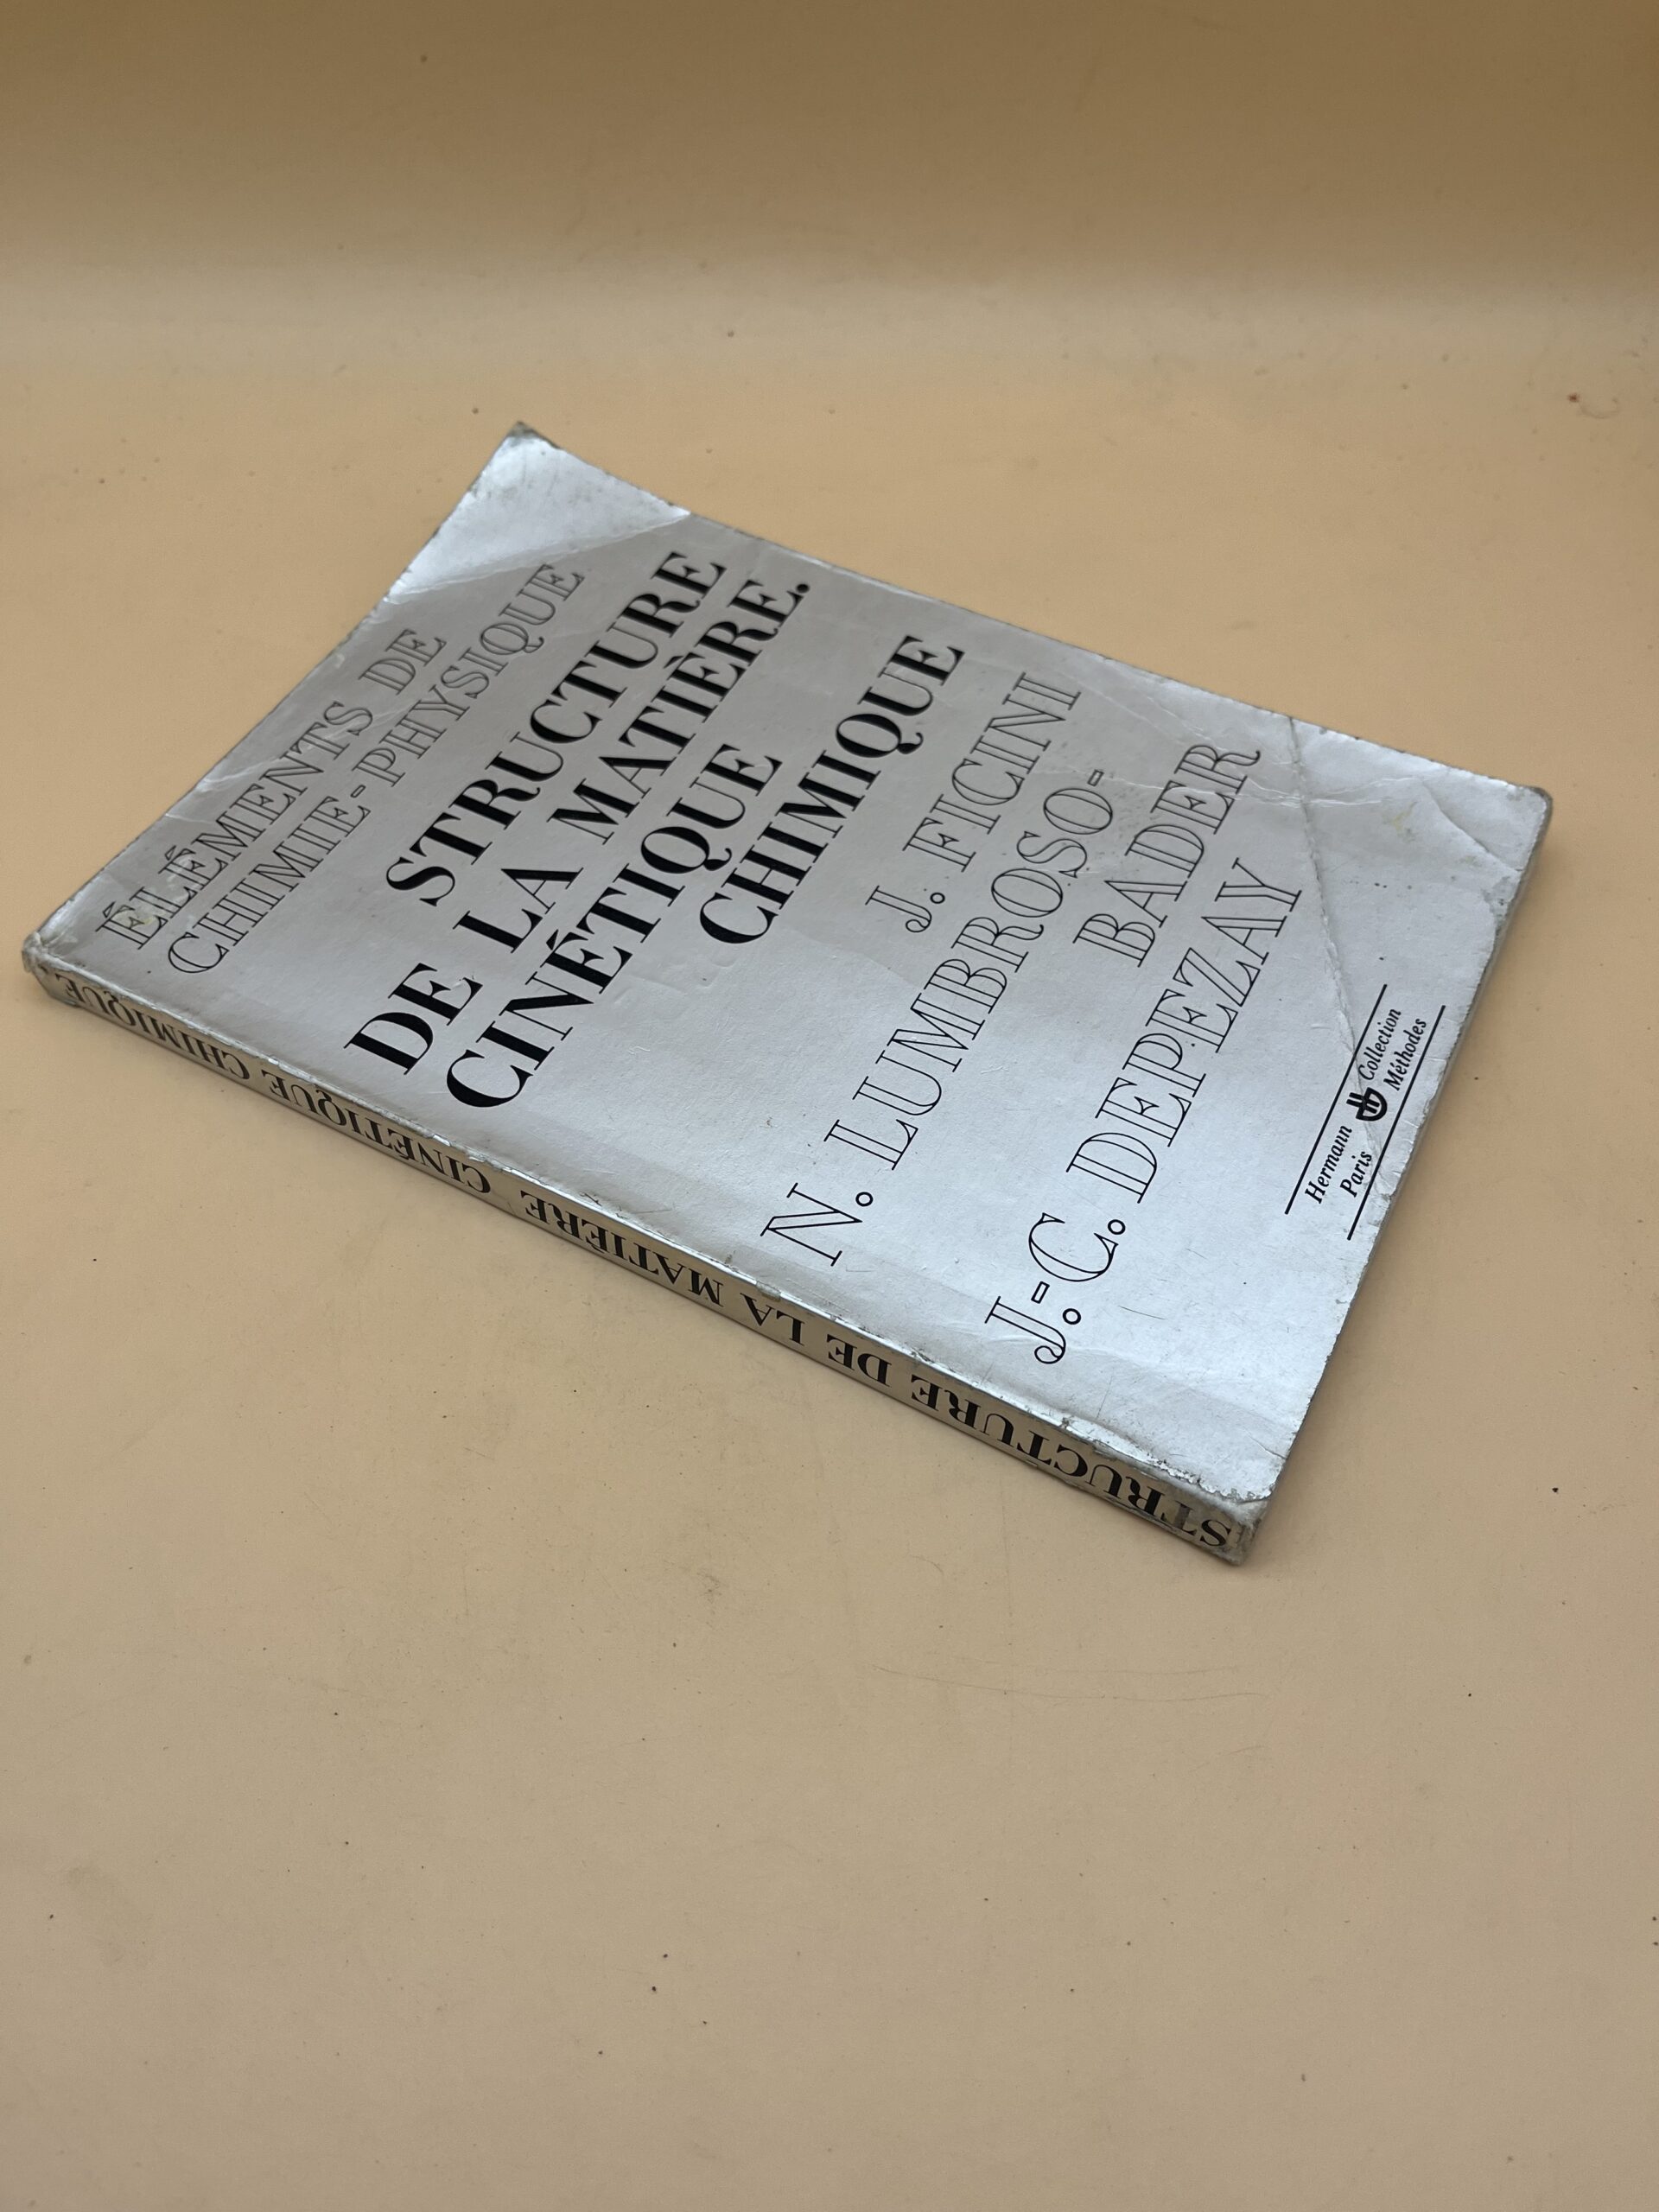 ÉLÉMENTS DE
CHIMIE-PHYSIQUE
STRUCTURE
DE LA MATIÈRE.
CINÉTIQUE
CHIMIQUE
J. FICINI
N. LUMBROSO-
BADER
J.-C. DEPEZAY
Hermann Collection
Paris Méthodes
STRUCTURE DE LA MATIÈRE CINÉTIQUE CHIMIQUE